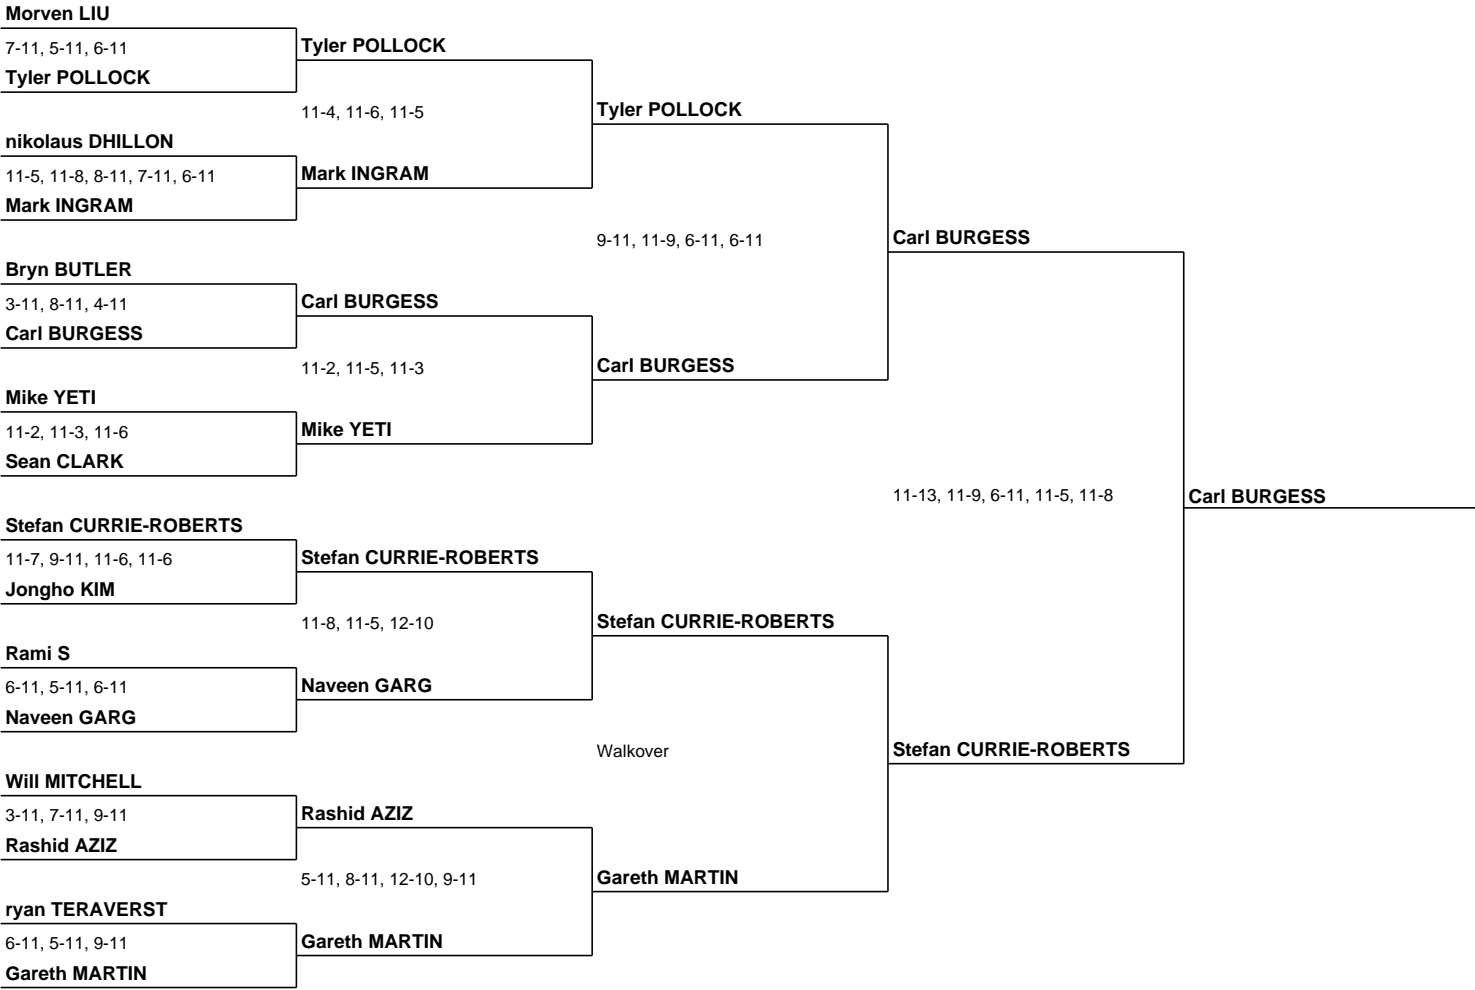 Morven LIU
7-11, 5-11, 6-11
Tyler POLLOCK
nikolaus DHILLON
11-5, 11-8, 8-11, 7-11, 6-11
Mark INGRAM
Bryn BUTLER
3-11, 8-11, 4-11
Carl BURGESS
Mike YETI
11-2, 11-3, 11-6
Sean CLARK
Stefan CURRIE-ROBERTS
11-7, 9-11, 11-6, 11-6
Jongho KIM
Rami S
6-11, 5-11, 6-11
Naveen GARG
Will MITCHELL
3-11, 7-11, 9-11
Rashid AZIZ
ryan TERAVERST
6-11, 5-11, 9-11
Gareth MARTIN
Tyler POLLOCK
11-4, 11-6, 11-5
Mark INGRAM
Carl BURGESS
11-2, 11-5, 11-3
Mike YETI
Stefan CURRIE-ROBERTS
11-8, 11-5, 12-10
Naveen GARG
Rashid AZIZ
5-11, 8-11, 12-10, 9-11
Gareth MARTIN
Tyler POLLOCK
9-11, 11-9, 6-11, 6-11
Carl BURGESS
Stefan CURRIE-ROBERTS
Walkover
Gareth MARTIN
Carl BURGESS
11-13, 11-9, 6-11, 11-5, 11-8
Stefan CURRIE-ROBERTS
Carl BURGESS